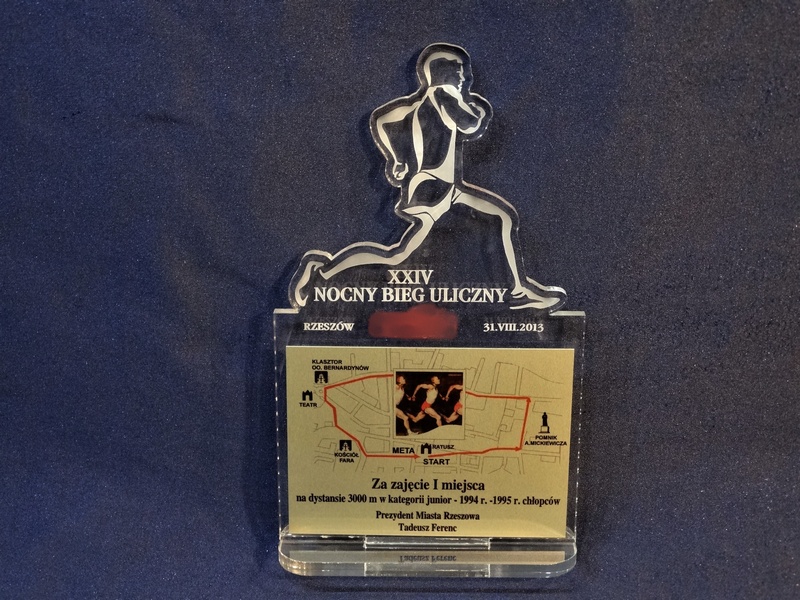 XXIV
NOCNY BIEG ULICZNY
RZESZÓW 31.VIII.2013
KLASZTOR
OO. BERNARDYNÓW
TEATR
POMNIK
A.MICKIEWICZA
KOŚCIÓŁ
FARA
META RATUSZ
START
Za zajęcie I miejsca
na dystansie 3000 m w kategorii junior - 1994 r. -1995 r. chłopców
Prezydent Miasta Rzeszowa
Tadeusz Ferenc